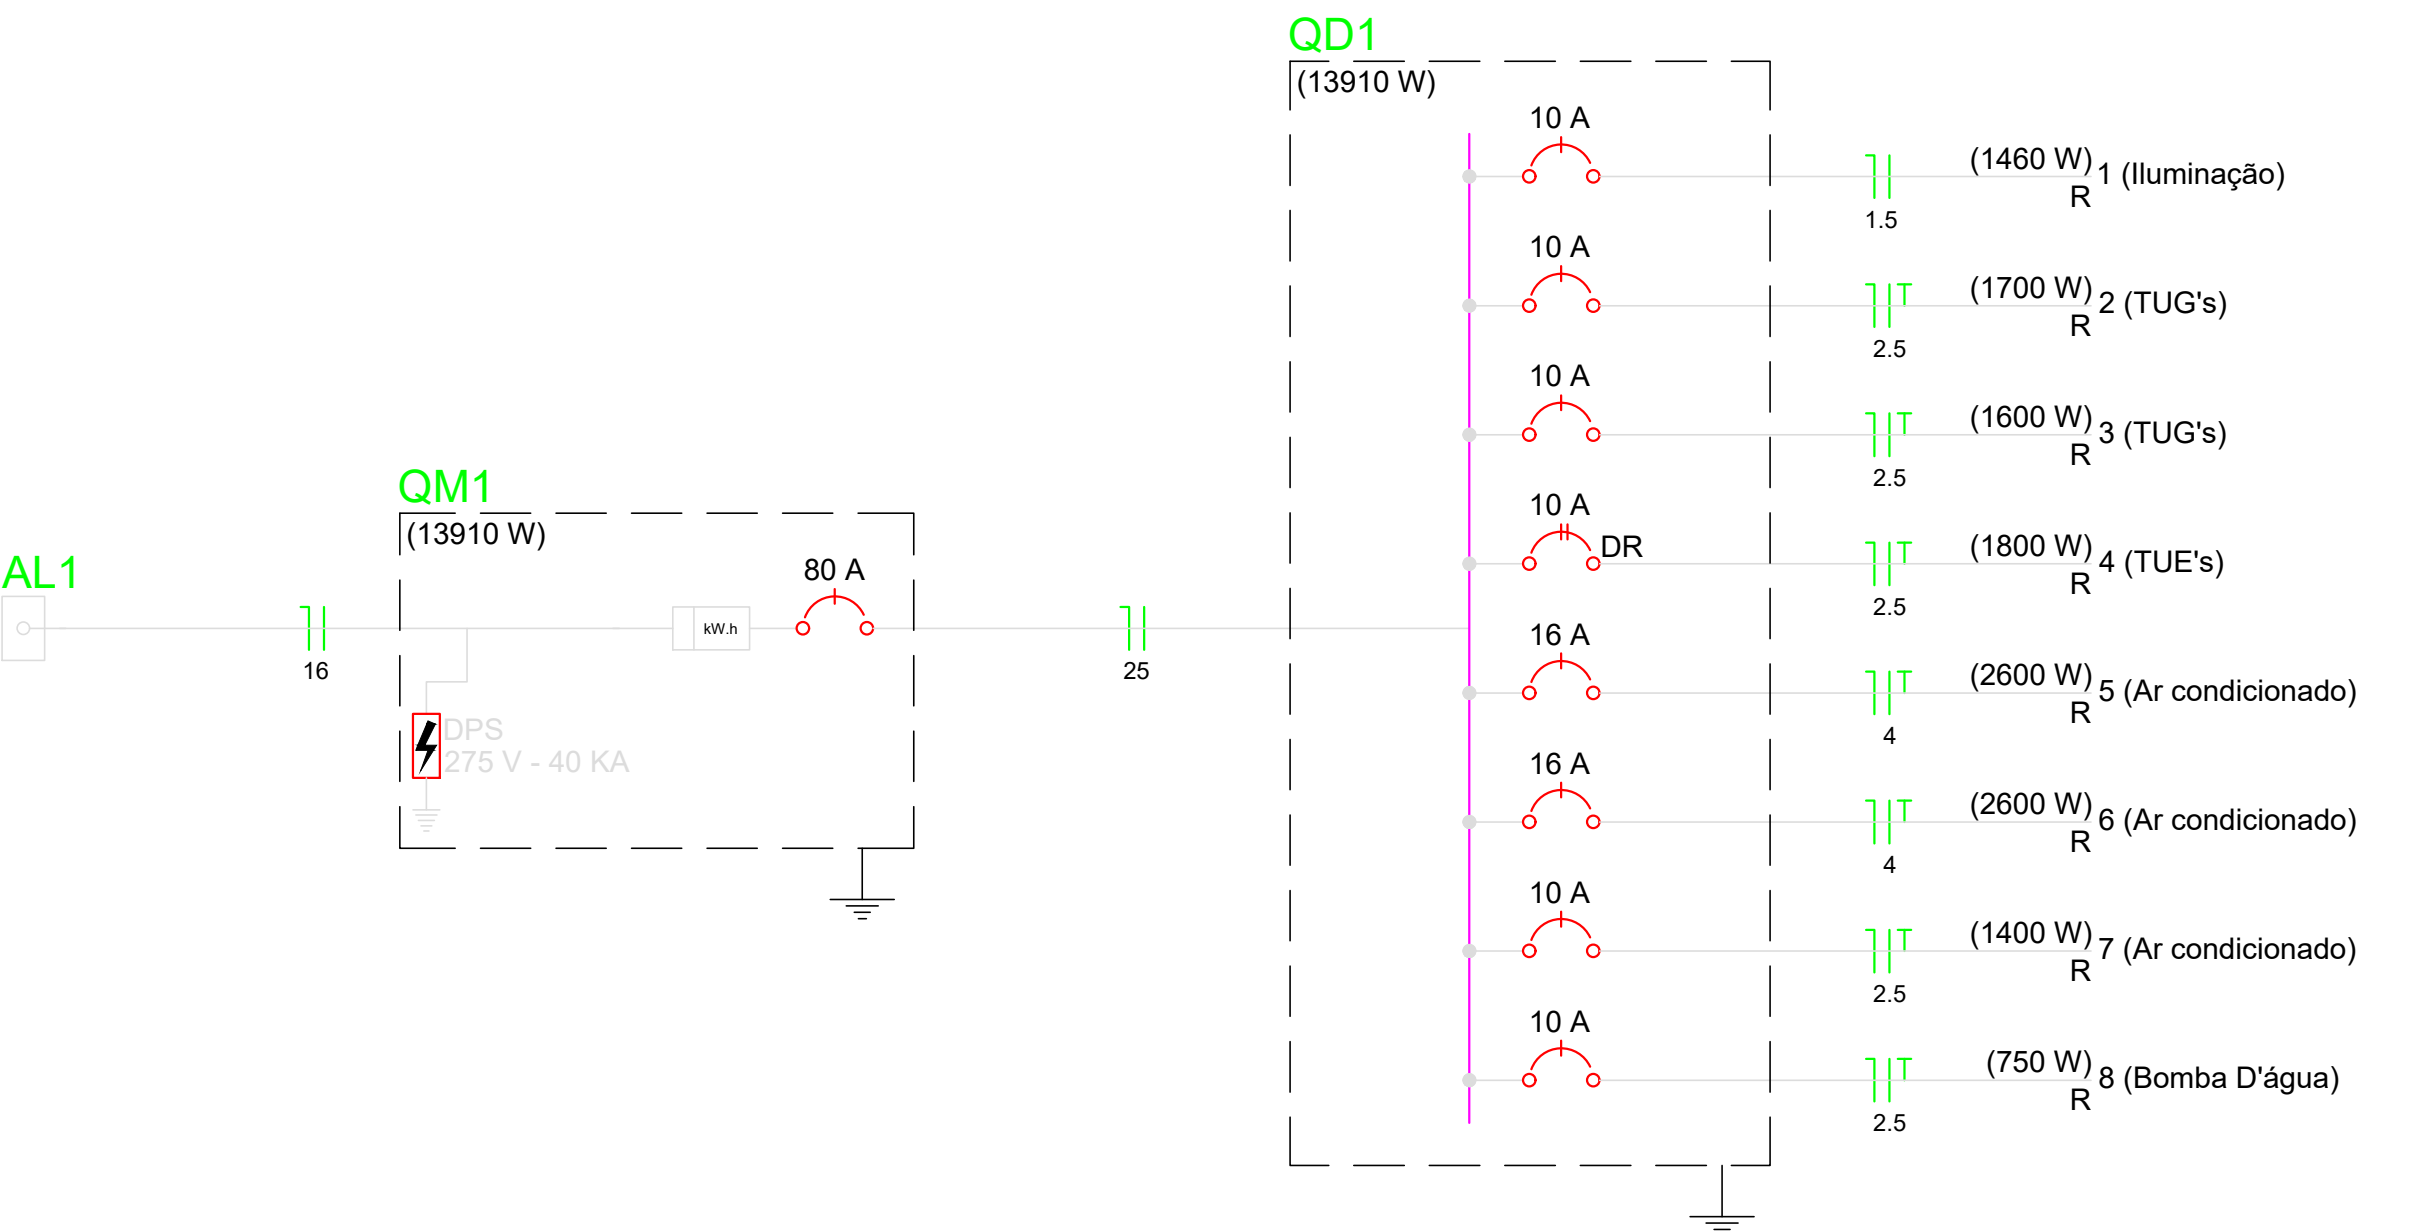 AL1
16
QM1
(13910 W)
80 A
kW.h
DPS
275 V - 40 KA
25
QD1
(13910 W)
10 A
(1460 W)
1 (Iluminação)
R
1.5
10 A
(1700 W)
2 (TUG's)
R
2.5
10 A
(1600 W)
3 (TUG's)
R
2.5
10 A
DR
(1800 W)
4 (TUE's)
R
2.5
16 A
(2600 W)
5 (Ar condicionado)
R
4
16 A
(2600 W)
6 (Ar condicionado)
R
4
10 A
(1400 W)
7 (Ar condicionado)
R
2.5
10 A
(750 W)
8 (Bomba D'água)
R
2.5